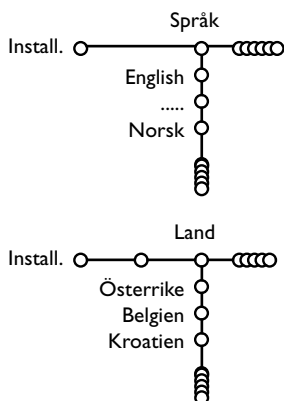 Språk
Install.
English
.....
Norsk
Land
Install.
Österrike
Belgien
Kroatien